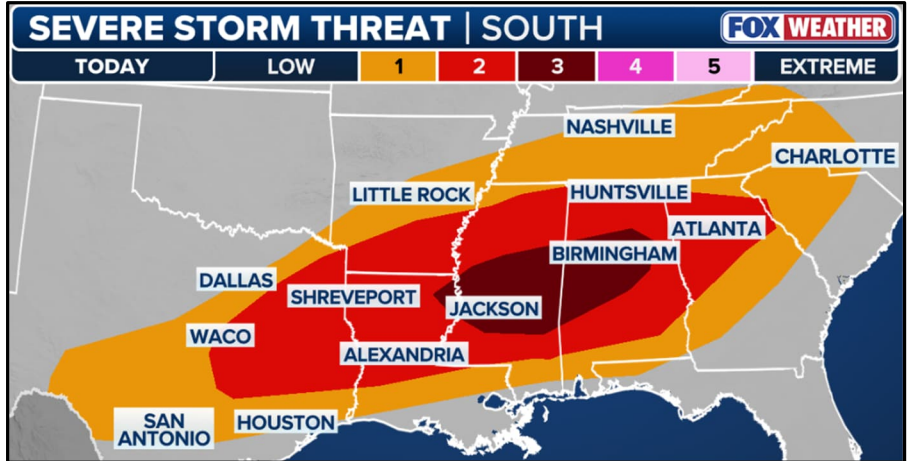 SEVERE STORM THREAT | SOUTH
FOX WEATHER
TODAY LOW 1 2 3 4 5 EXTREME
NASHVILLE
CHARLOTTE
LITTLE ROCK
HUNTSVILLE
ATLANTA
BIRMINGHAM
DALLAS
SHREVEPORT
JACKSON
WACO
ALEXANDRIA
SAN
ANTONIO
HOUSTON